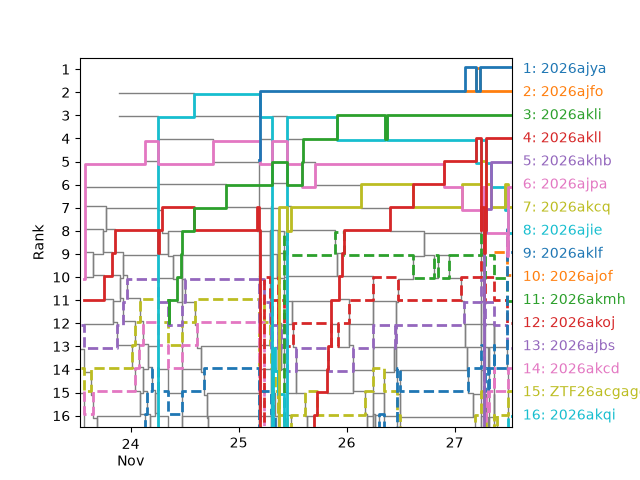 1
2
3
4
5
6
7
8
9
10
11
12
13
14
15
16
Rank
24
25
26
27
Nov
1: 2026ajya
2: 2026ajfo
3: 2026akli
4: 2026akll
5: 2026akhb
6: 2026ajpa
7: 2026akcq
8: 2026ajie
9: 2026aklf
10: 2026ajof
11: 2026akmh
12: 2026akoj
13: 2026ajbs
14: 2026akcd
15: ZTF26acgag
16: 2026akqi